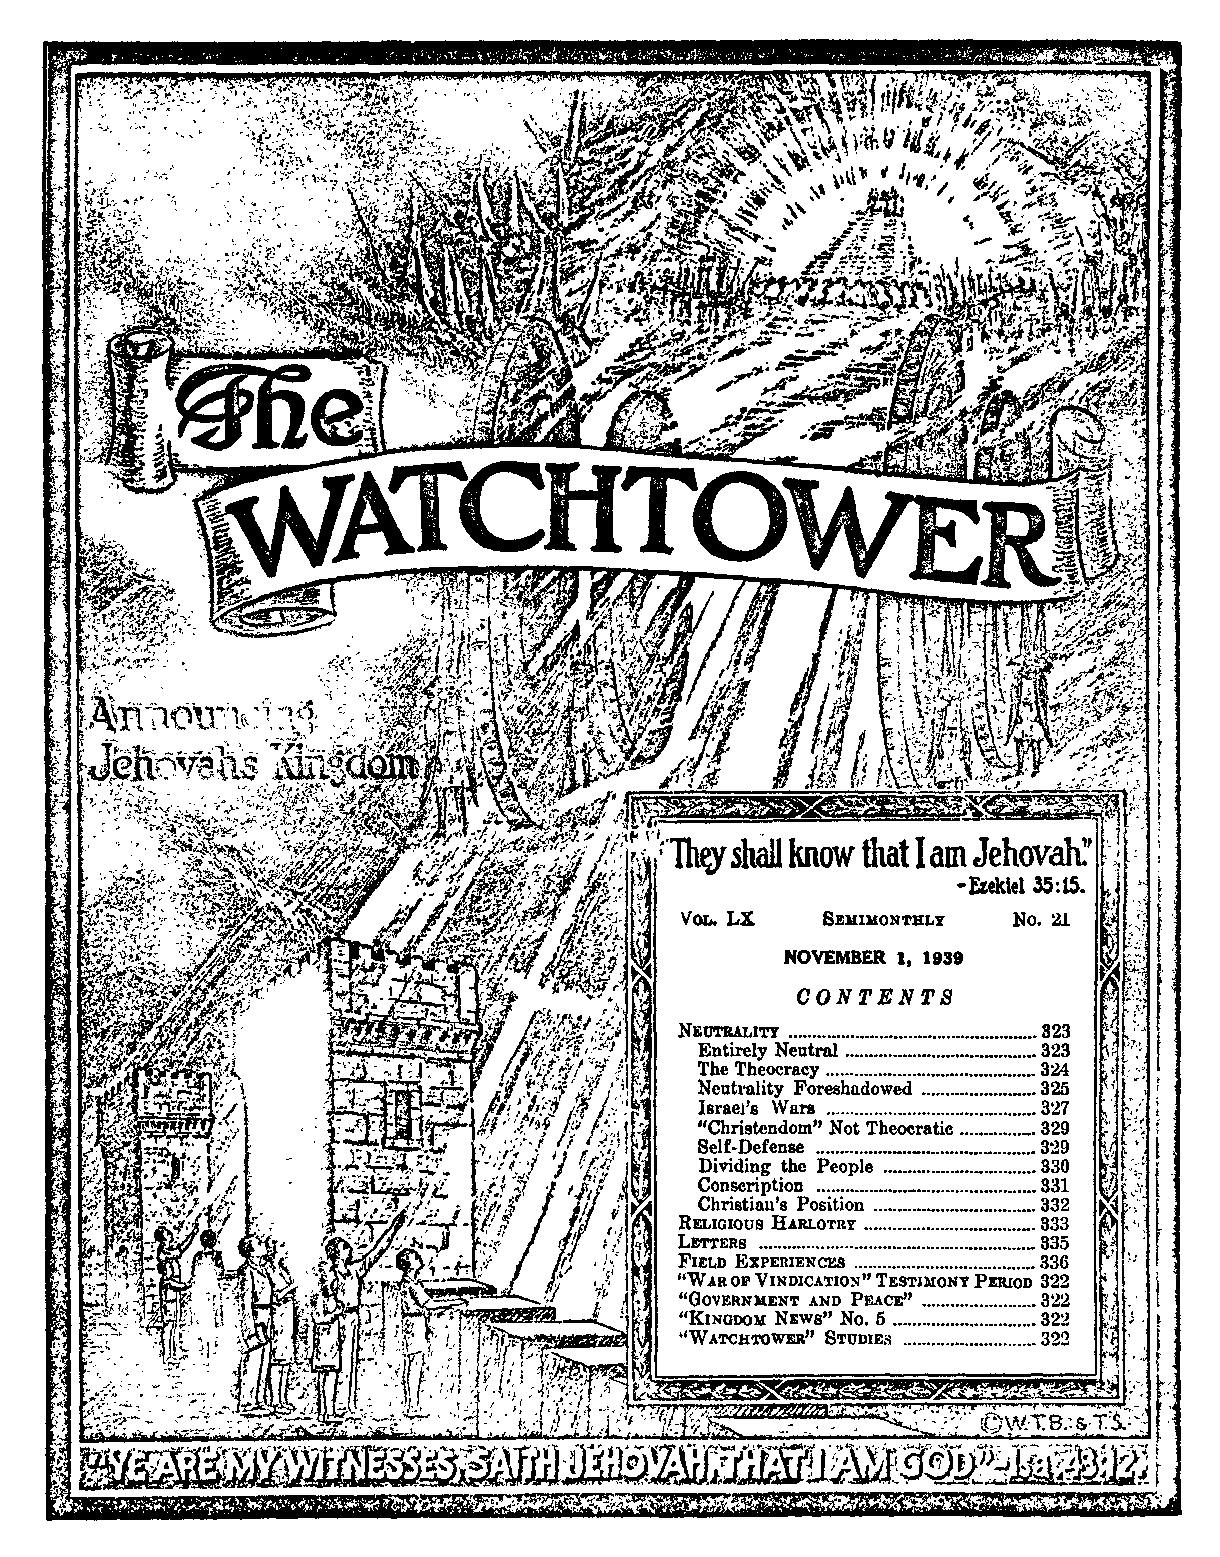 The
WATCHTOWER
Announcing
Jehovah's Kingdom
"They shall know that I am Jehovah."
-Ezekiel 35:15.
VOL. LX SEMIMONTHLY No. 21
NOVEMBER 1, 1939
CONTENTS
NEUTRALITY ........ 323
Entirely Neutral ........ 323
The Theocracy ........ 324
Neutrality Foreshadowed ........ 325
Israel's Wars ........ 327
"Christendom" Not Theocratic ........ 329
Self-Defense ........ 329
Dividing the People ........ 330
Conscription ........ 331
Christian's Position ........ 332
RELIGIOUS HARLOTRY ........ 333
LETTERS ........ 335
FIELD EXPERIENCES ........ 336
"WAR OF VINDICATION" TESTIMONY PERIOD 322
"GOVERNMENT AND PEACE" ........ 322
"KINGDOM NEWS" NO. 5 ........ 322
"WATCHTOWER" STUDIES ........ 322
©W.T.B.& T.S.
"YE ARE MY WITNESSES, SAITH JEHOVAH, THAT I AM GOD"-Isa.43:12.